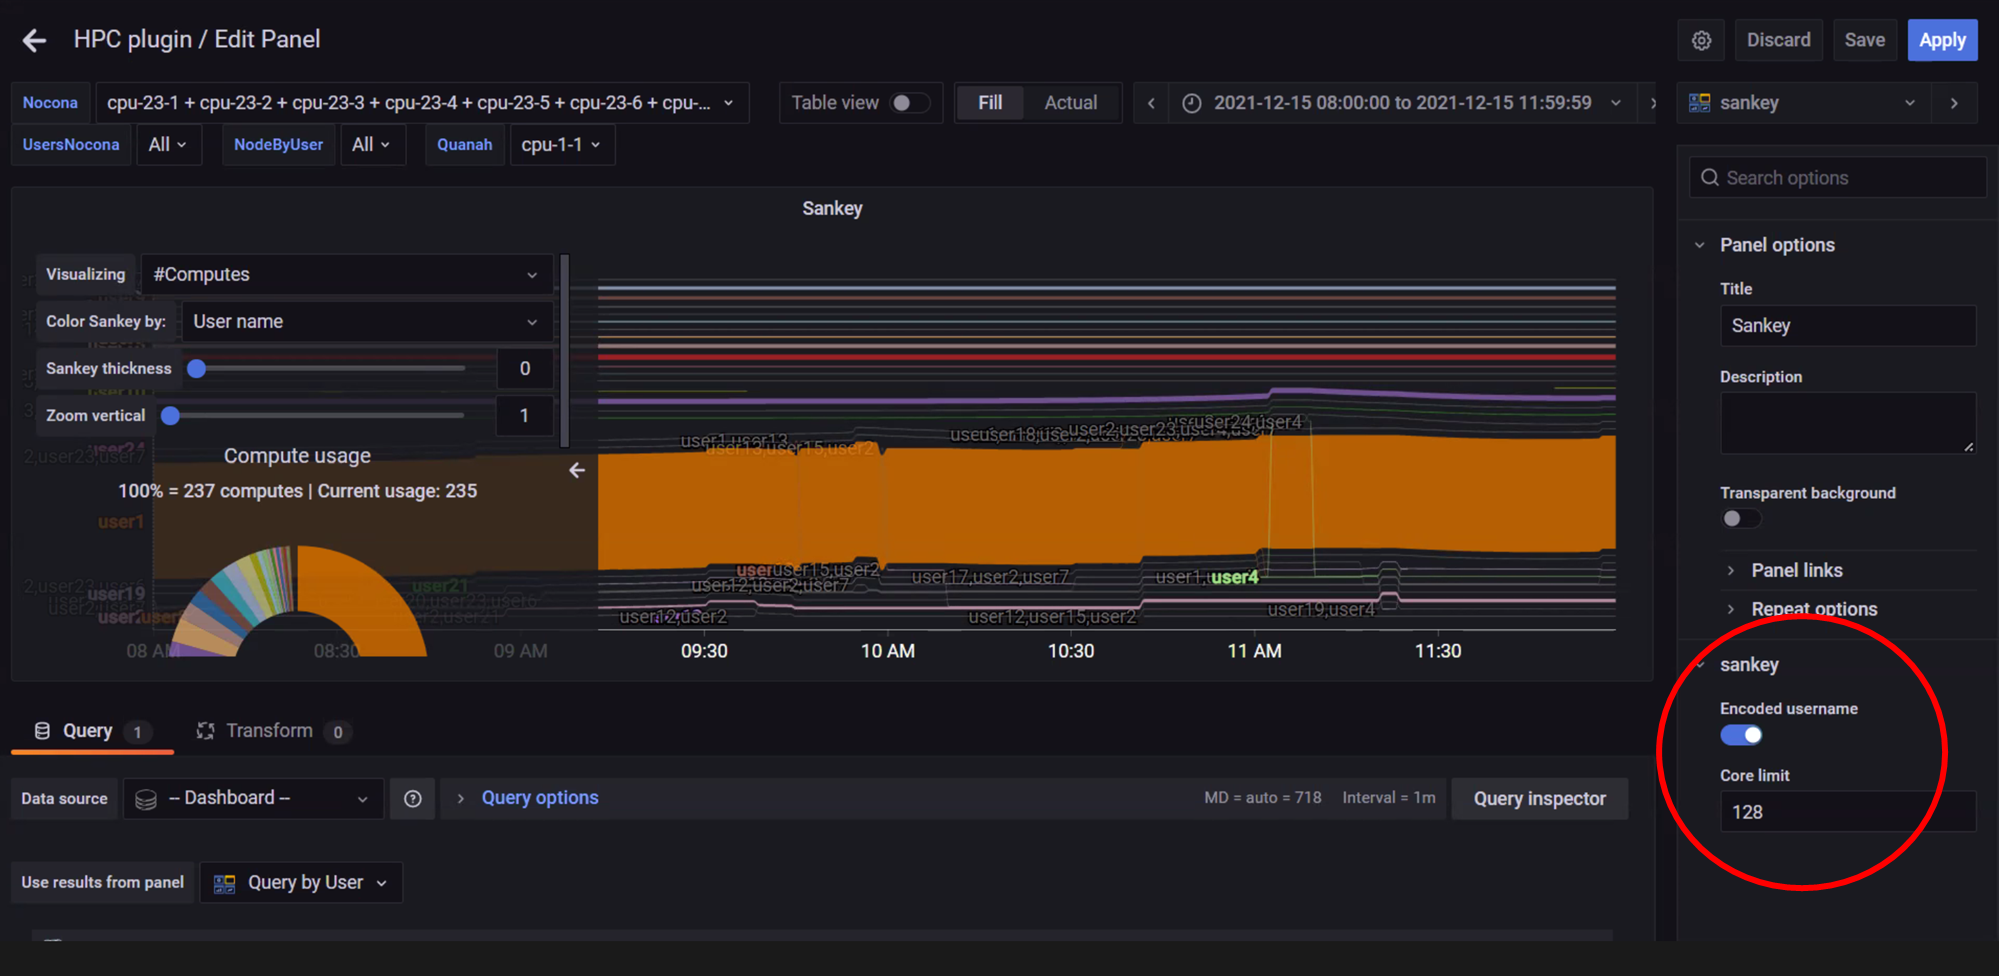 HPC plugin / Edit Panel
Discard
Save
Apply
Nocona
cpu-23-1 + cpu-23-2 + cpu-23-3 + cpu-23-4 + cpu-23-5 + cpu-23-6 + cpu-...
Table view
Fill
Actual
2021-12-15 08:00:00 to 2021-12-15 11:59:59
sankey
UsersNocona
All
NodeByUser
All
Quanah
cpu-1-1
Search options
Sankey
Panel options
Visualizing
#Computes
Title
Color Sankey by:
User name
Sankey
Sankey thickness
0
Description
Zoom vertical
1
user24,user4
user1,user13
user13,user15,user2
user24
2,user23,user7
Compute usage
100% = 237 computes | Current usage: 235
Transparent background
user1
user15,user2
user12,user2,user7
user17,user2,user7
user1,
user4
user21
2,user23,user6
user19
Panel links
user12,user2
user12,user15,user2
user19,user4
Repeat options
08 AM
08:30
09 AM
09:30
10 AM
10:30
11 AM
11:30
sankey
Encoded username
Query
1
Transform
0
Core limit
Data source
-- Dashboard --
Query options
MD = auto = 718
Interval = 1m
Query inspector
128
Use results from panel
Query by User